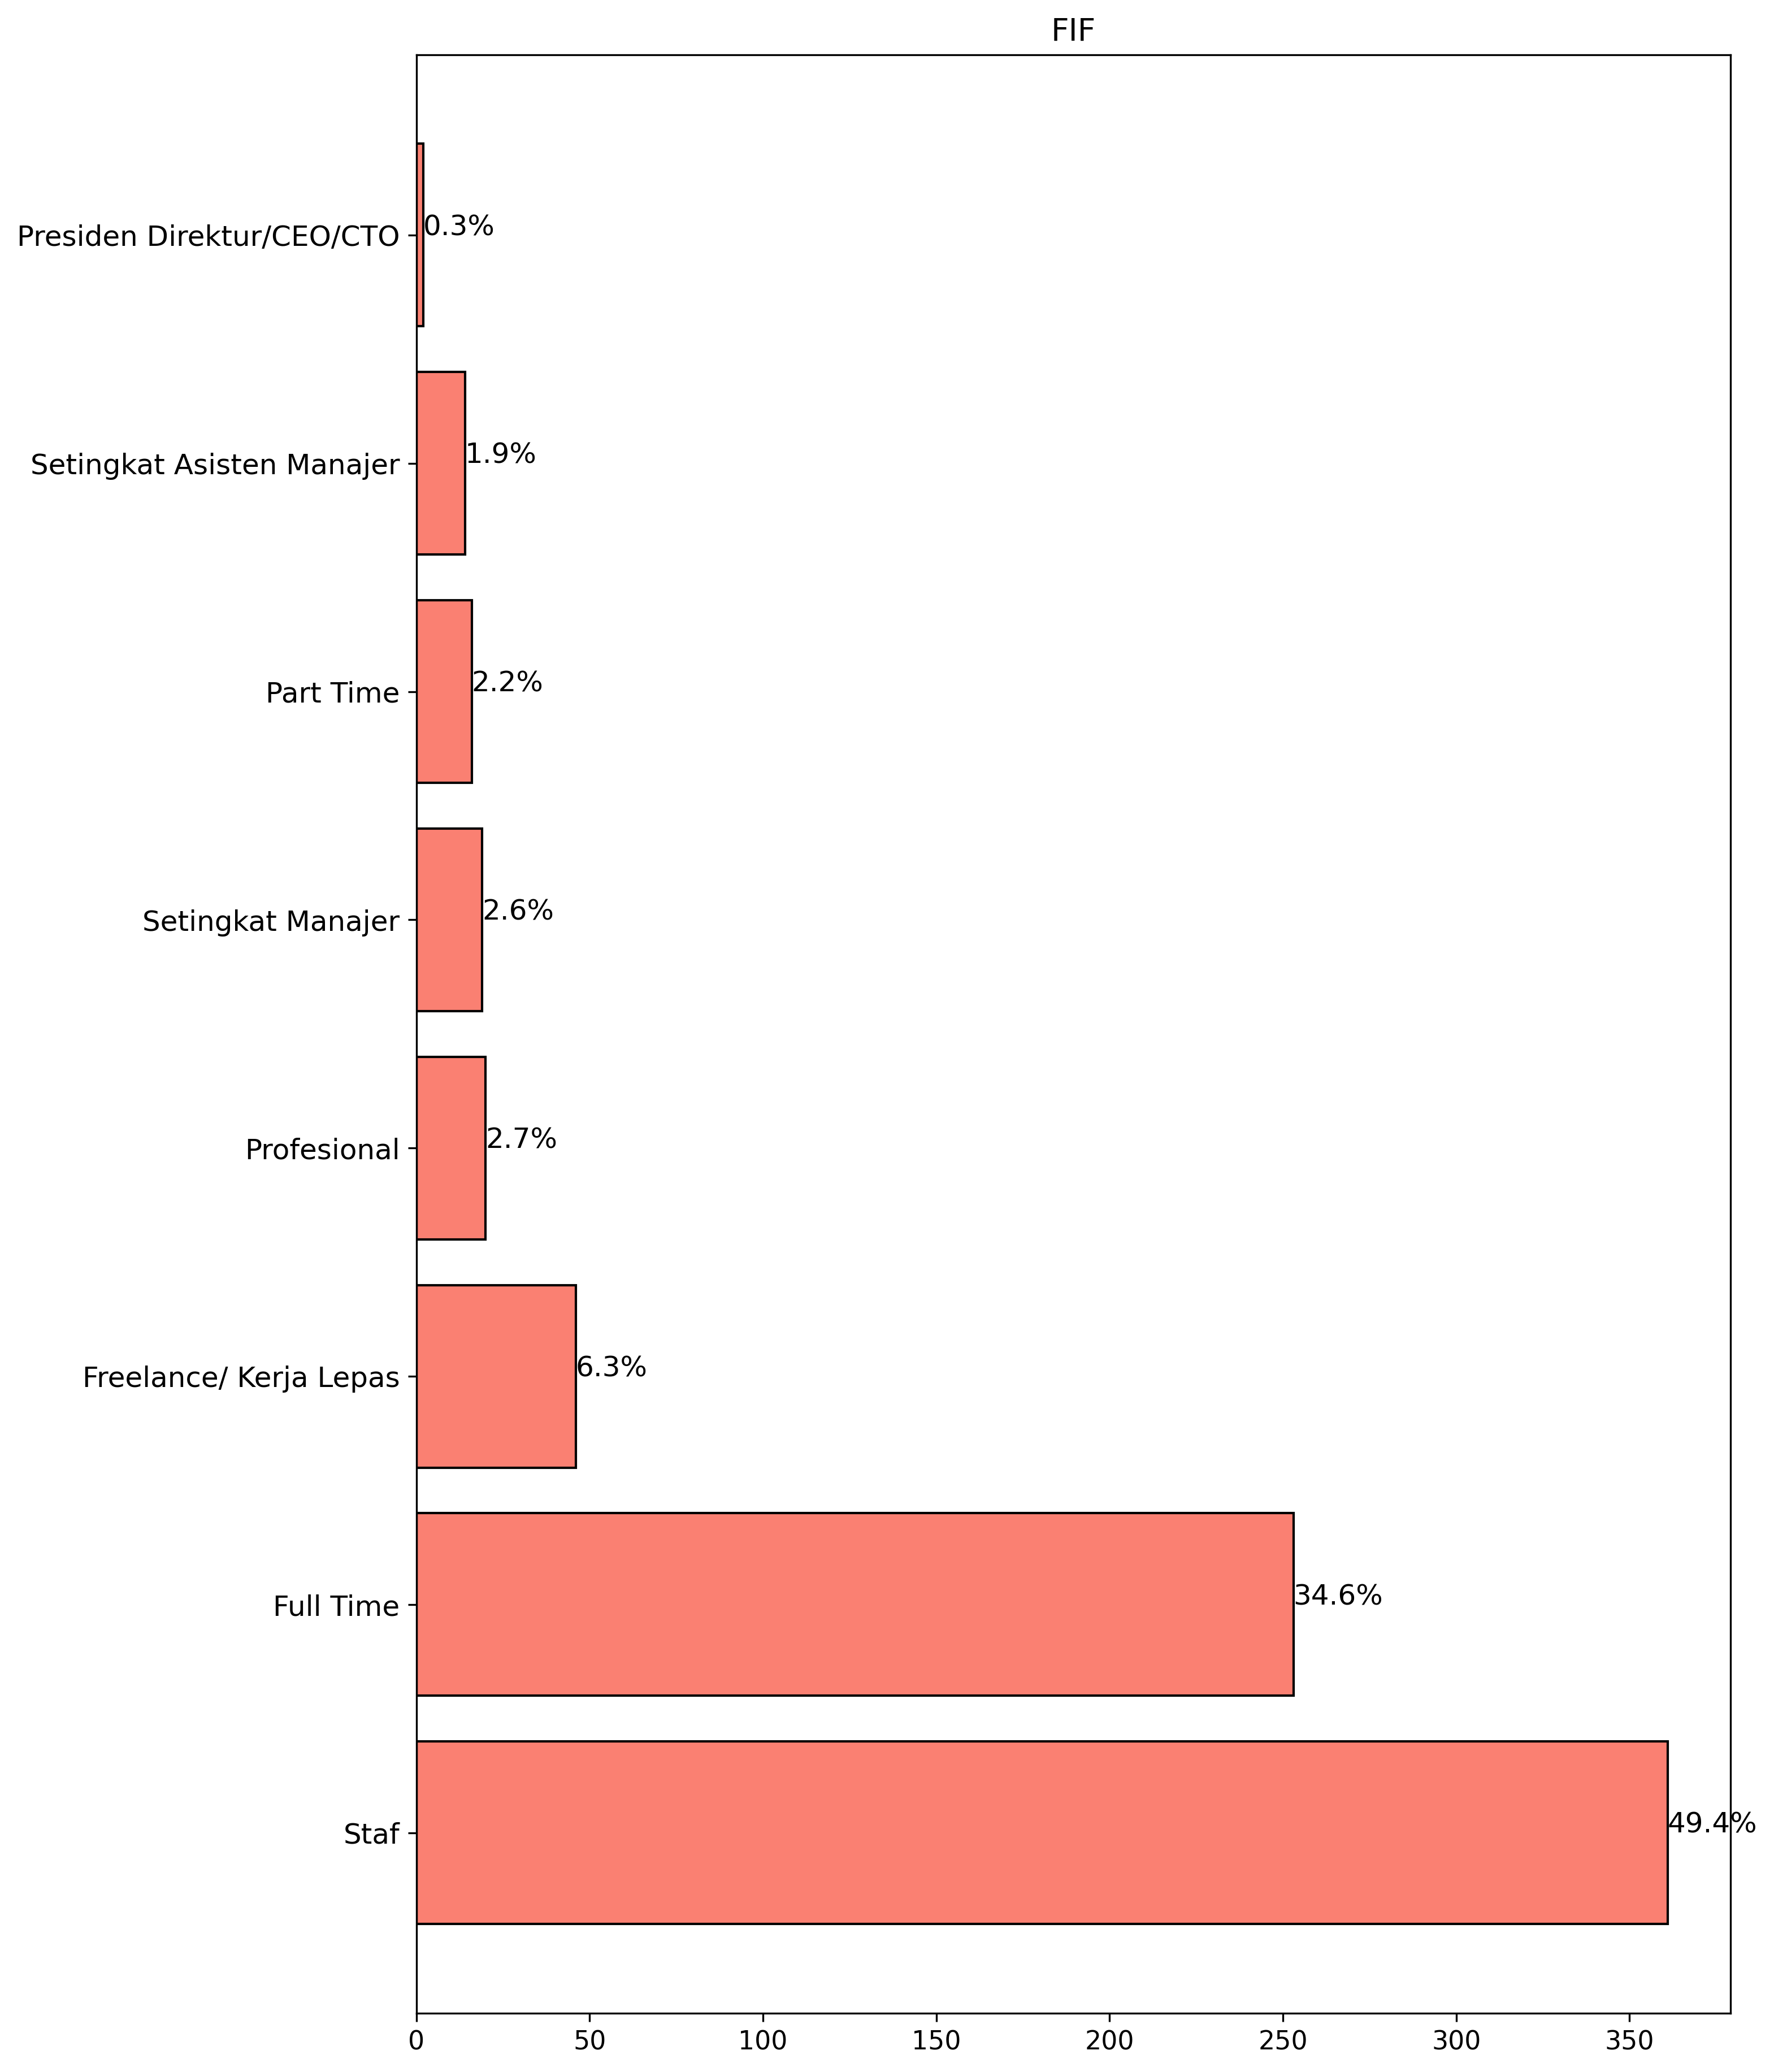 FIF
Presiden Direktur/CEO/CTO
0.3%
Setingkat Asisten Manajer
1.9%
Part Time
2.2%
Setingkat Manajer
2.6%
Profesional
2.7%
Freelance/ Kerja Lepas
6.3%
Full Time
34.6%
Staf
49.4%
0 50 100 150 200 250 300 350